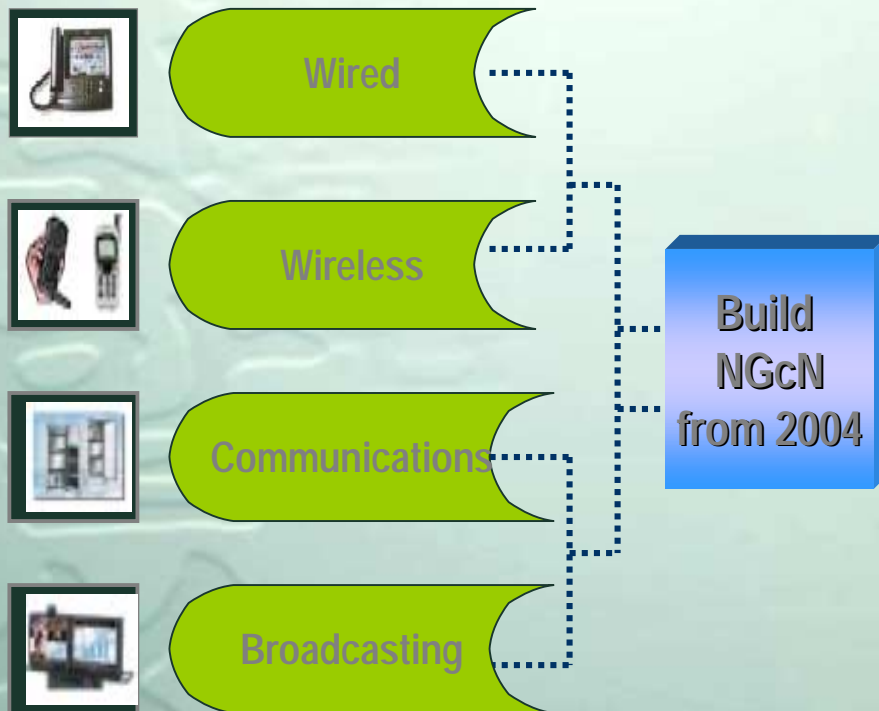 Wired
Wireless
Communications
Broadcasting
Build
NGcN
from 2004